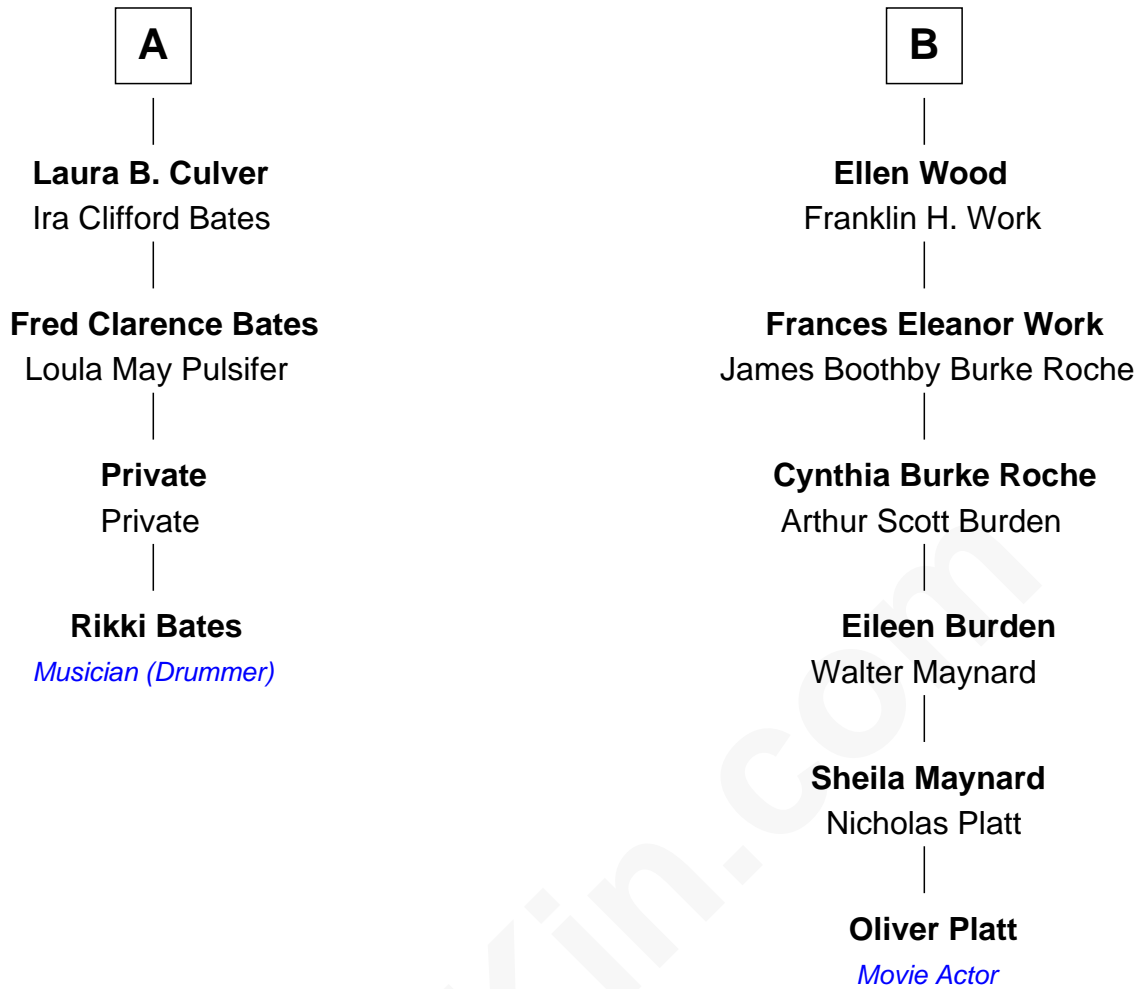 A
Laura B. Culver
Ira Clifford Bates
Fred Clarence Bates
Loula May Pulsifer
Private
Private
Rikki Bates
Musician (Drummer)
B
Ellen Wood
Franklin H. Work
Frances Eleanor Work
James Boothby Burke Roche
Cynthia Burke Roche
Arthur Scott Burden
Eileen Burden
Walter Maynard
Sheila Maynard
Nicholas Platt
Oliver Platt
Movie Actor
Kin.com